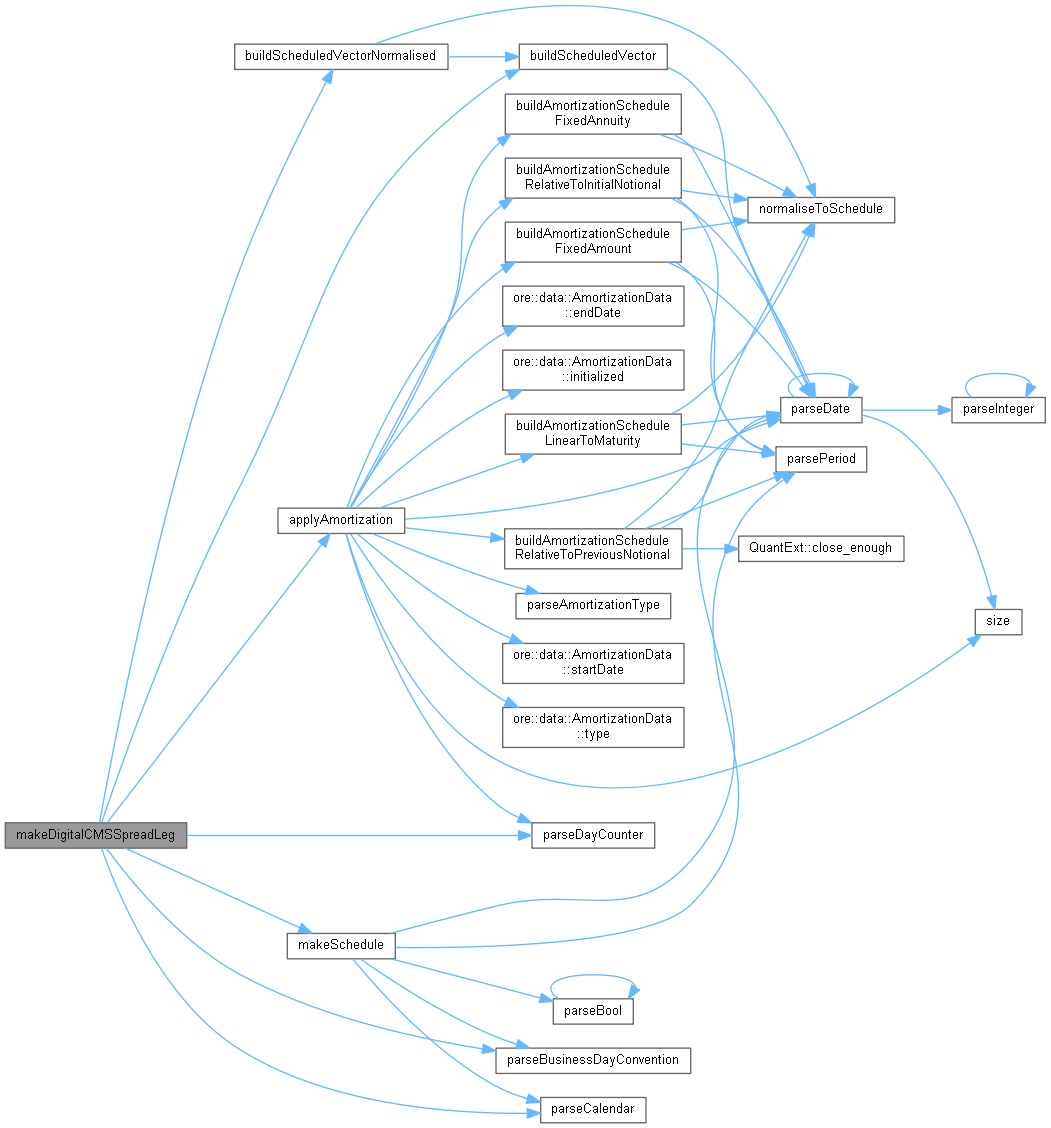 buildScheduledVectorNormalised
buildScheduledVector
buildAmortizationSchedule
FixedAnnuity
buildAmortizationSchedule
RelativeToInitialNotional
normaliseToSchedule
buildAmortizationSchedule
FixedAmount
ore::data::AmortizationData
::endDate
ore::data::AmortizationData
::initialized
parseDate
parseInteger
buildAmortizationSchedule
LinearToMaturity
parsePeriod
applyAmortization
buildAmortizationSchedule
RelativeToPreviousNotional
QuantExt::close_enough
parseAmortizationType
size
ore::data::AmortizationData
::startDate
ore::data::AmortizationData
::type
makeDigitalCMSSpreadLeg
parseDayCounter
makeSchedule
parseBool
parseBusinessDayConvention
parseCalendar